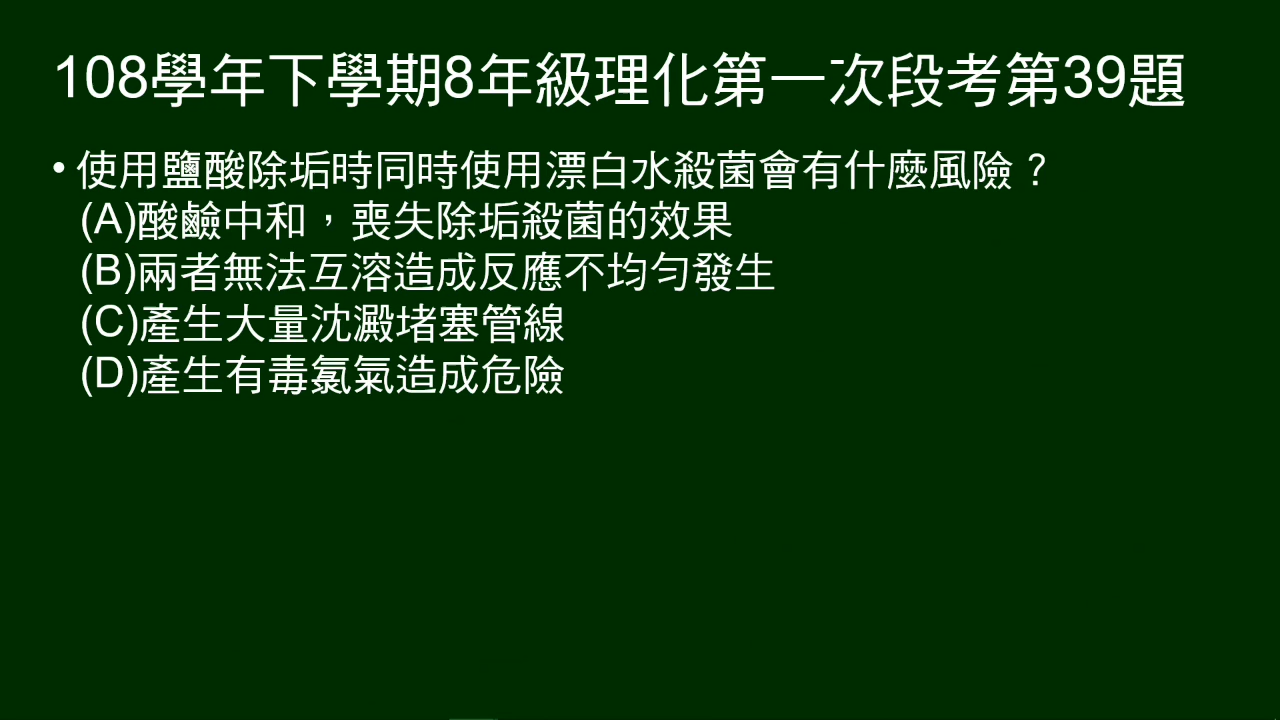 108學年下學期8年級理化第一次段考第39題
• 使用鹽酸除垢時同時使用漂白水殺菌會有什麼風險？
(A)酸鹼中和，喪失除垢殺菌的效果
(B)兩者無法互溶造成反應不均勻發生
(C)產生大量沈澱堵塞管線
(D)產生有毒氯氣造成危險